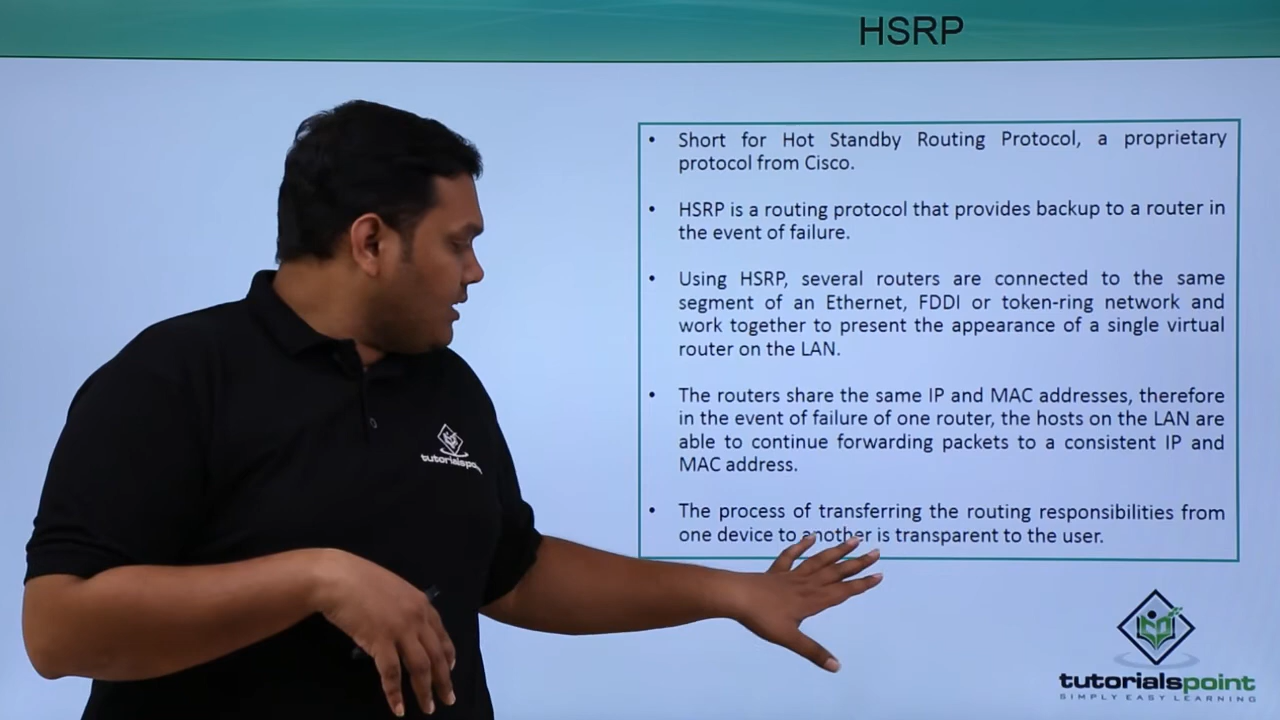 HSRP
• Short for Hot Standby Routing Protocol, a proprietary
protocol from Cisco.
• HSRP is a routing protocol that provides backup to a router in
the event of failure.
• Using HSRP, several routers are connected to the same
segment of an Ethernet, FDDI or token-ring network and
work together to present the appearance of a single virtual
router on the LAN.
• The routers share the same IP and MAC addresses, therefore
in the event of failure of one router, the hosts on the LAN are
able to continue forwarding packets to a consistent IP and
MAC address.
• The process of transferring the routing responsibilities from
one device to another is transparent to the user.
tutorialspoint
tutorialspoint
SIMPLY EASY LEARNING